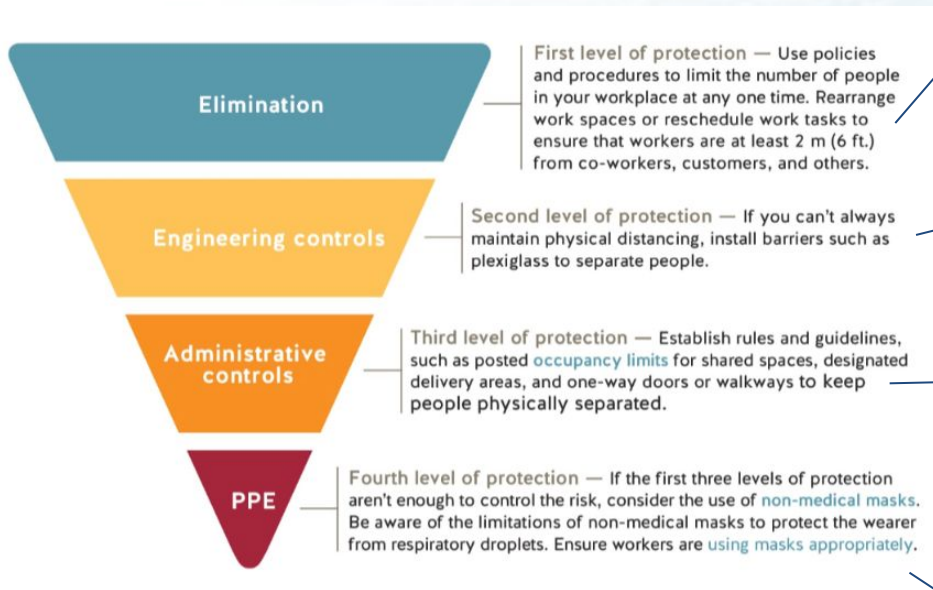 Elimination
First level of protection — Use policies
and procedures to limit the number of people
in your workplace at any one time. Rearrange
work spaces or reschedule work tasks to
ensure that workers are at least 2 m (6 ft.)
from co-workers, customers, and others.
Engineering controls
Second level of protection — If you can't always
maintain physical distancing, install barriers such as
plexiglass to separate people.
Administrative
controls
Third level of protection — Establish rules and guidelines,
such as posted occupancy limits for shared spaces, designated
delivery areas, and one-way doors or walkways to keep
people physically separated.
PPE
Fourth level of protection — If the first three levels of protection
aren't enough to control the risk, consider the use of non-medical masks.
Be aware of the limitations of non-medical masks to protect the wearer
from respiratory droplets. Ensure workers are using masks appropriately.